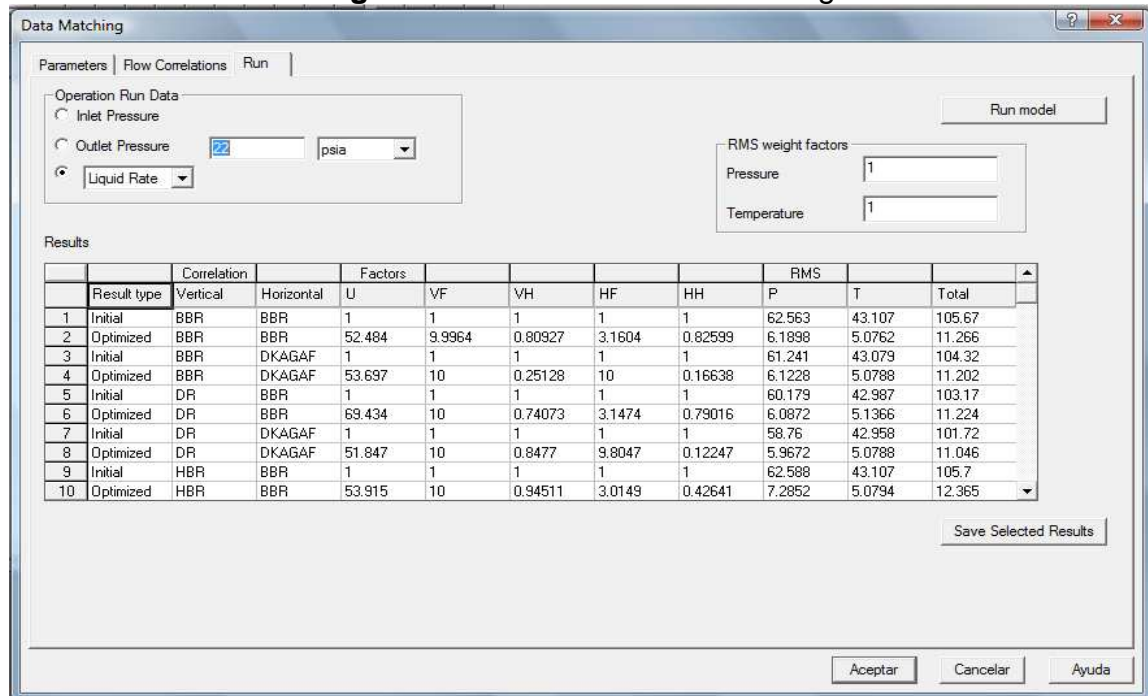 Data Matching
Parameters Flow Correlations Run
Operation Run Data
Inlet Pressure
Outlet Pressure 22 psia
Liquid Rate
Run model
RMS weight factors
Pressure 1
Temperature 1
Results
Correlation Factors RMS
Result type Vertical Horizontal U VF VH HF HH P T Total
1 Initial BBR BBR 1 1 1 1 1 62.563 43.107 105.67
2 Optimized BBR BBR 52.484 9.9964 0.80927 3.1604 0.82599 6.1898 5.0762 11.266
3 Initial BBR DKAGAF 1 1 1 1 1 61.241 43.079 104.32
4 Optimized BBR DKAGAF 53.697 10 0.25128 10 0.16638 6.1228 5.0788 11.202
5 Initial DR BBR 1 1 1 1 1 60.179 42.987 103.17
6 Optimized DR BBR 69.434 10 0.74073 3.1474 0.79016 6.0872 5.1366 11.224
7 Initial DR DKAGAF 1 1 1 1 1 58.76 42.958 101.72
8 Optimized DR DKAGAF 51.847 10 0.8477 9.8047 0.12247 5.9672 5.0788 11.046
9 Initial HBR BBR 1 1 1 1 1 62.588 43.107 105.7
10 Optimized HBR BBR 53.915 10 0.94511 3.0149 0.42641 7.2852 5.0794 12.365
Save Selected Results
Aceptar Cancelar Ayuda